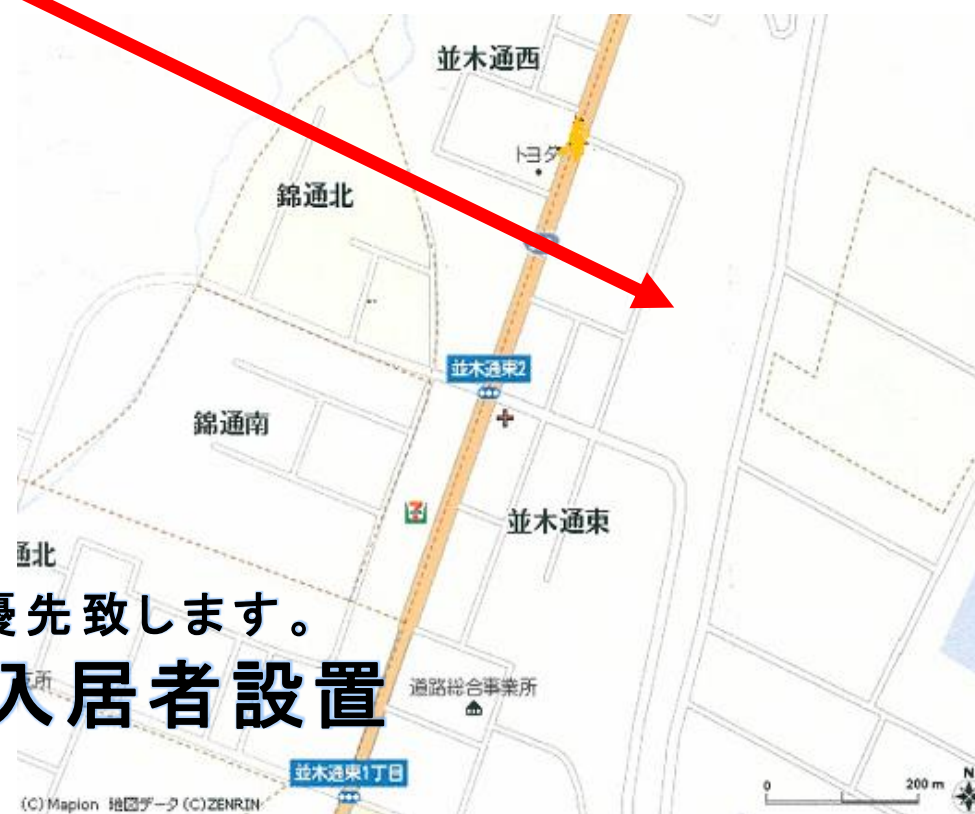 並木通西
トヨタ
錦通北
並木通東2
錦通南
並木通東
通北
優先致します。
所
入居者設置
道路総合事業所
並木通東1丁目
(C)Mapion 地図データ(C)ZENRIN
0 200 m
N